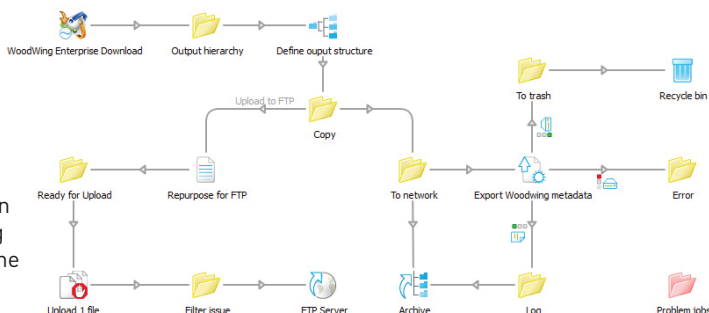 WoodWing Enterprise Download
Output hierarchy
Define ouput structure
To trash
Recycle bin
Upload to FTP
Copy
Ready for Upload
Repurpose for FTP
To network
Export Woodwing metadata
Error
n
g
he
Upload 1 file
Filter issue
FTP Server
Archive
Log
Problem jobs